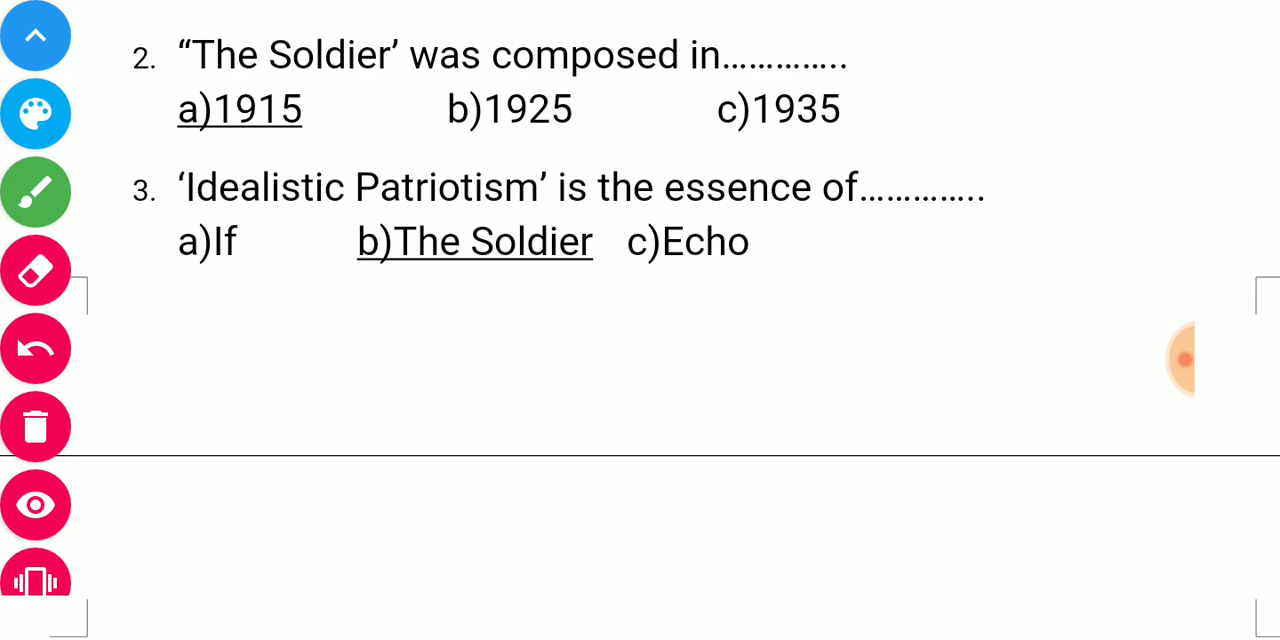 2. “The Soldier’ was composed in…………..
a)1915 b)1925 c)1935
3. ‘Idealistic Patriotism’ is the essence of…………..
a)If b)The Soldier c)Echo